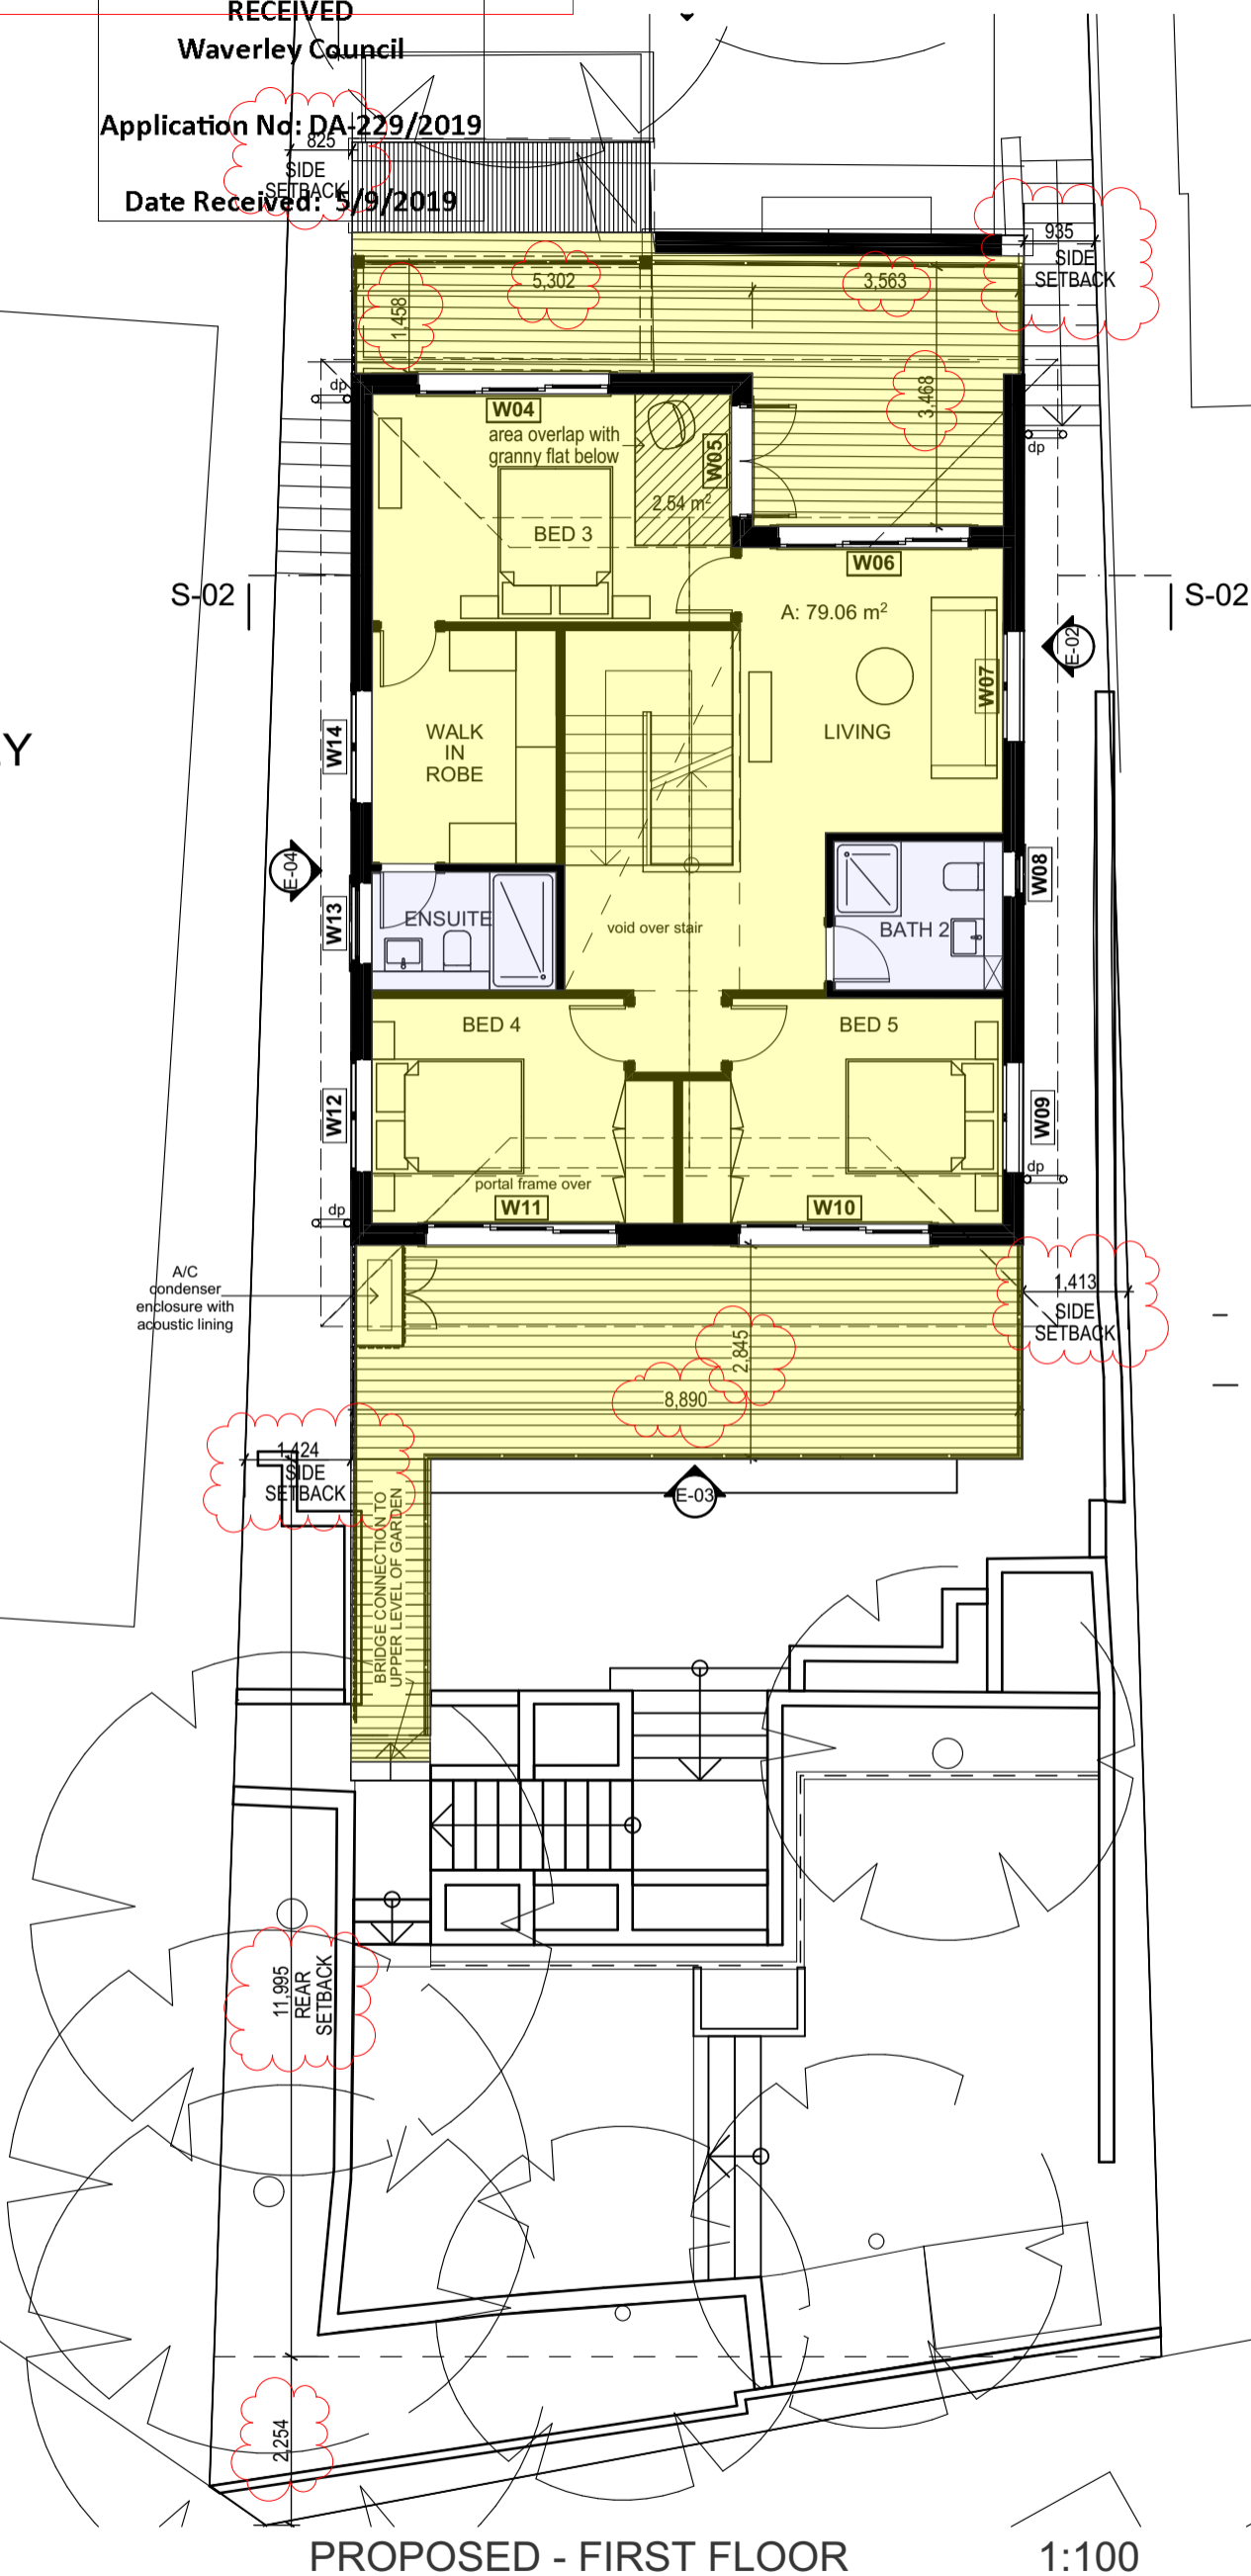 RECEIVED
Waverley Council
Application No: DA-229/2019
Date Received: 5/9/2019
825
SIDE
SETBACK
935
SIDE
SETBACK
5,302
3,563
1,458
3,468
dp
W04
area overlap with
granny flat below
W05
2.54 m²
dp
BED 3
W06
S-02
S-02
A: 79.06 m²
E-02
W07
WALK
IN
ROBE
LIVING
W14
.Y
E-04
W13
ENSUITE
void over stair
BATH 2
W08
BED 4
BED 5
W12
W09
portal frame over
dp
W11
W10
dp
A/C
condenser
enclosure with
acoustic lining
1,413
SIDE
SETBACK
2,845
8,890
1,424
SIDE
SETBACK
E-03
BRIDGE CONNECTION TO
UPPER LEVEL OF GARDEN
11,995
REAR
SETBACK
2,254
PROPOSED - FIRST FLOOR 1:100